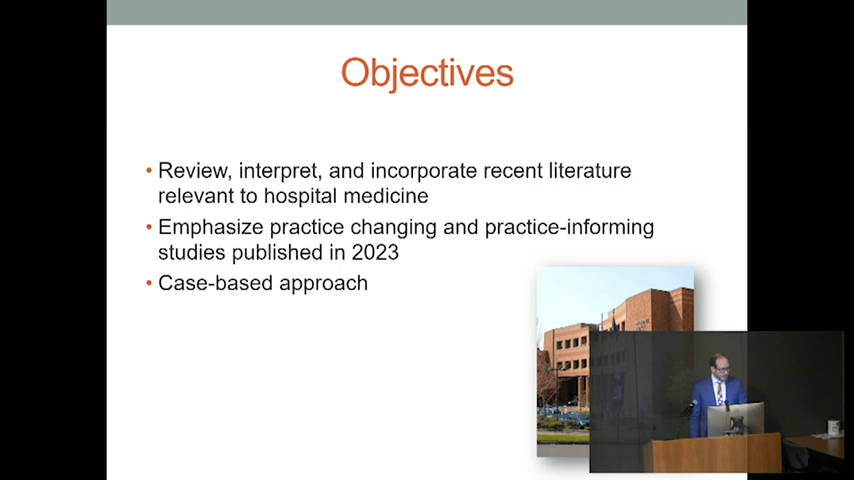 Objectives
• Review, interpret, and incorporate recent literature
relevant to hospital medicine
• Emphasize practice changing and practice-informing
studies published in 2023
• Case-based approach